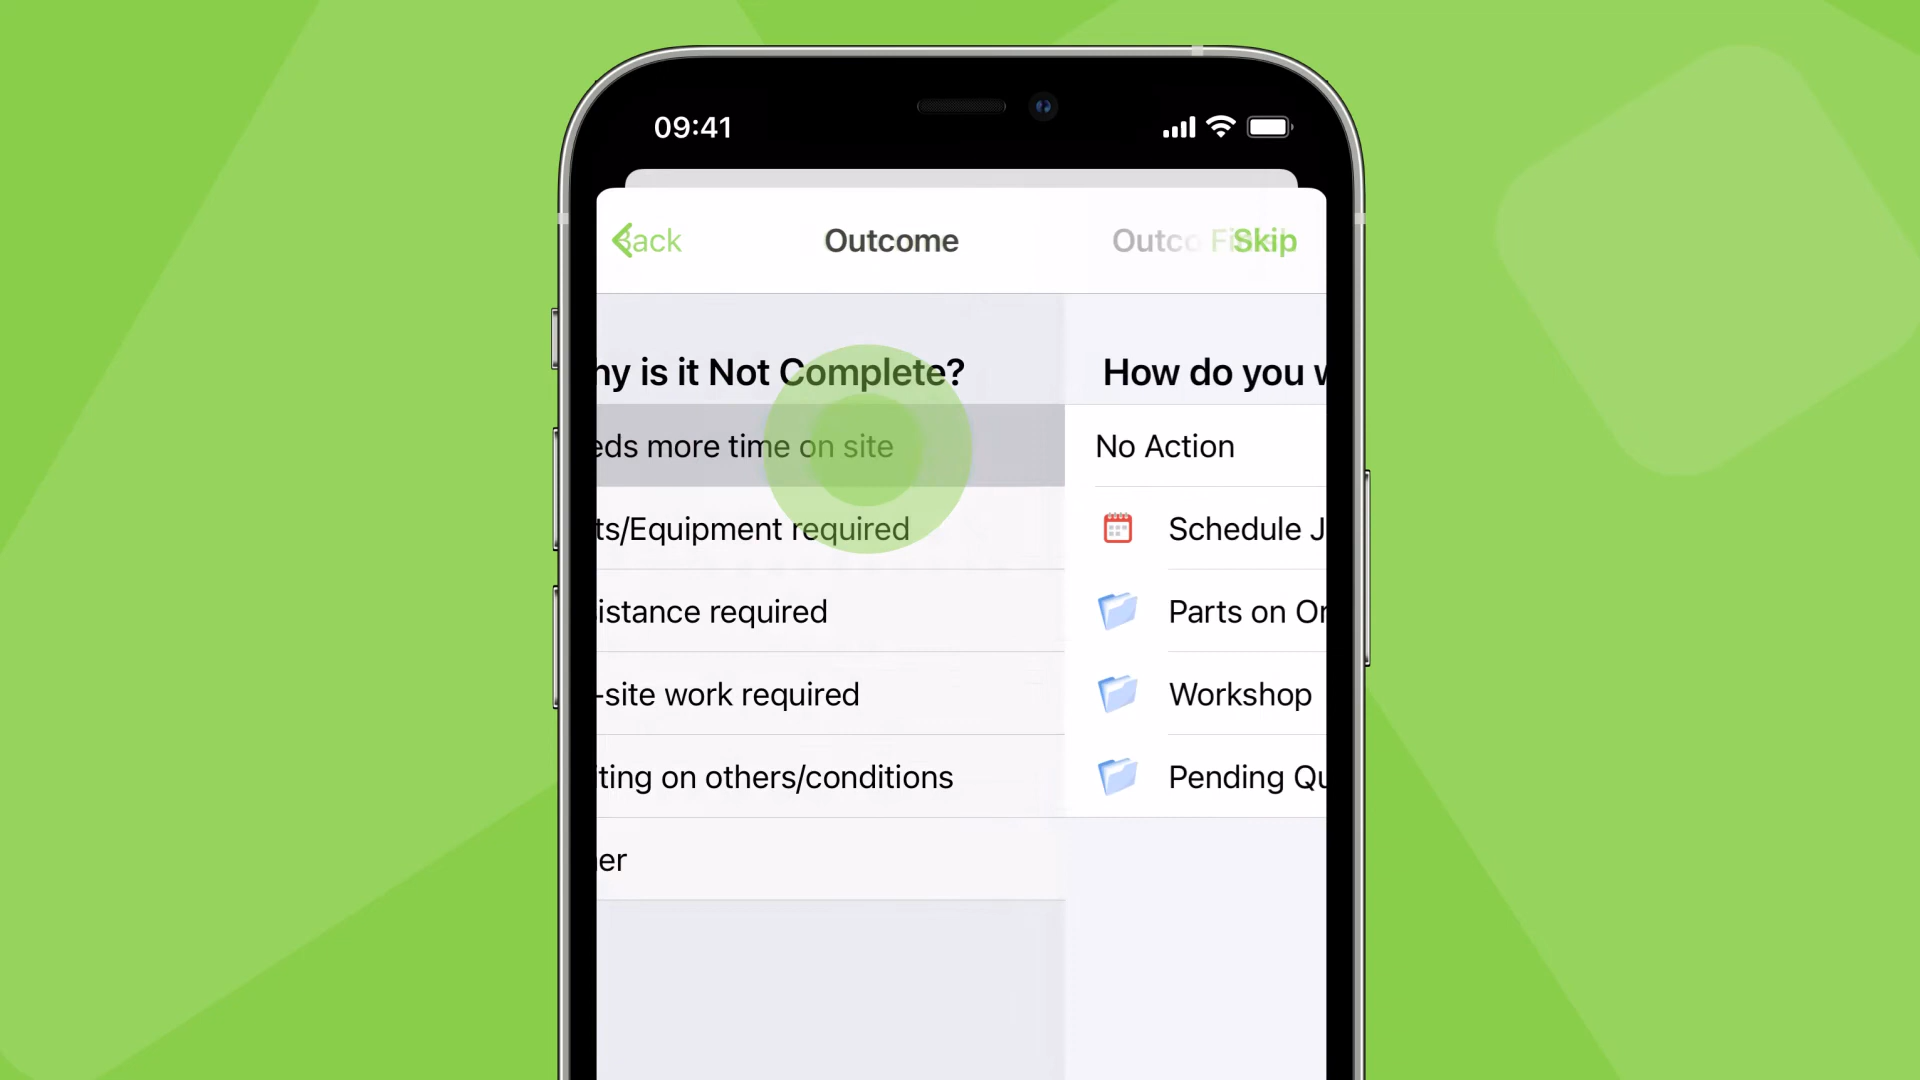 09:41
Back
Outcome
Outco
Skip
hy is it Not Complete?
eds more time on site
ts/Equipment required
istance required
-site work required
ting on others/conditions
er
How do you w
No Action
Schedule J
Parts on Or
Workshop
Pending Qu